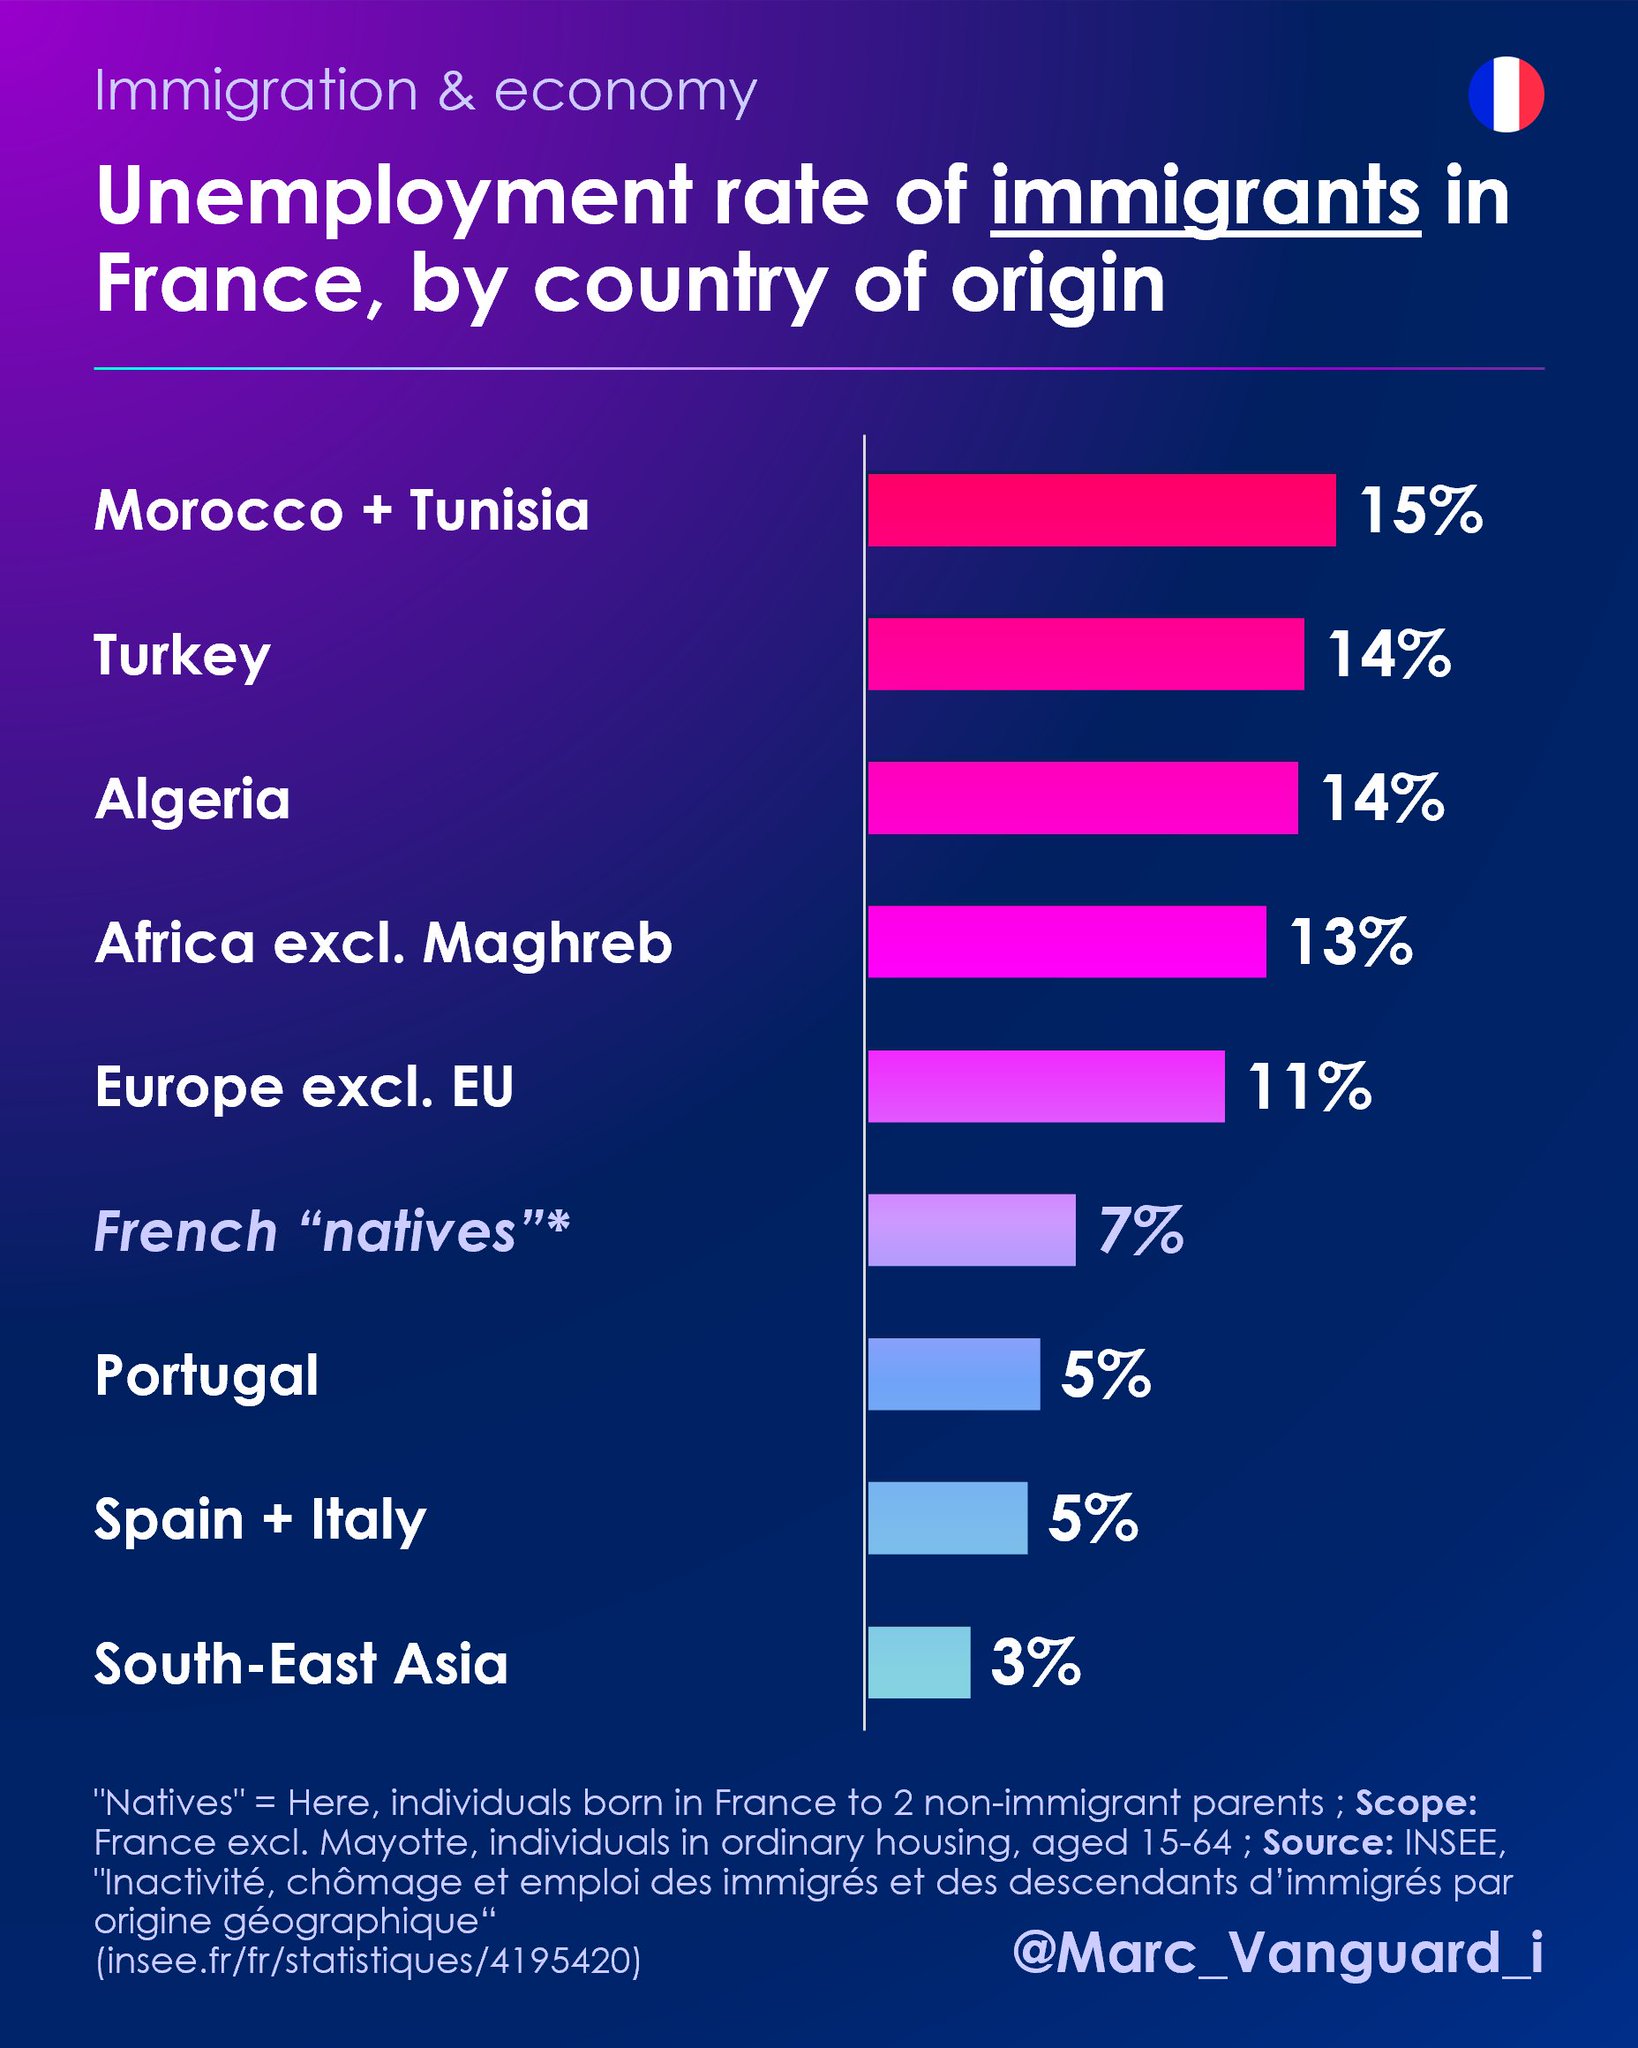 Immigration & economy
Unemployment rate of immigrants in
France, by country of origin
Morocco + Tunisia 15%
Turkey 14%
Algeria 14%
Africa excl. Maghreb 13%
Europe excl. EU 11%
French “natives”* 7%
Portugal 5%
Spain + Italy 5%
South-East Asia 3%
"Natives" = Here, individuals born in France to 2 non-immigrant parents ; Scope:
France excl. Mayotte, individuals in ordinary housing, aged 15-64 ; Source: INSEE,
"Inactivité, chômage et emploi des immigrés et des descendants d’immigrés par
origine géographique“
(insee.fr/fr/statistiques/4195420)
@Marc_Vanguard_i